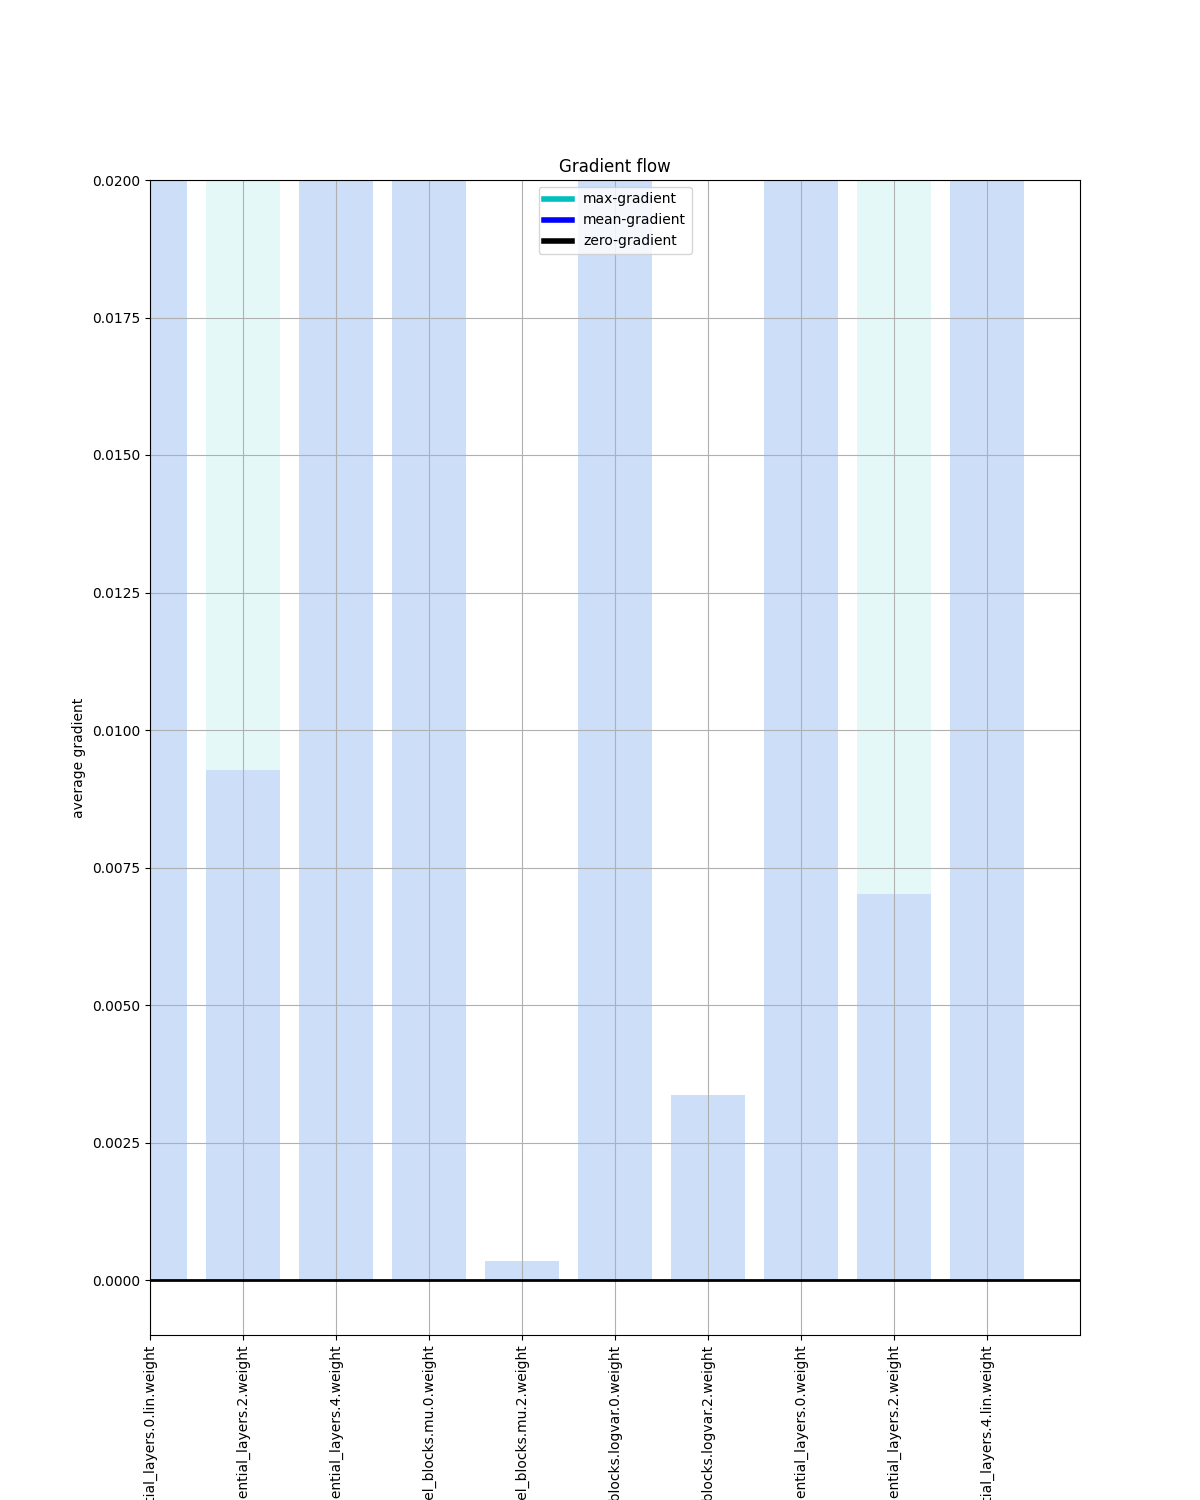 Gradient flow
max-gradient
mean-gradient
zero-gradient
0.0200
0.0175
0.0150
0.0125
0.0100
0.0075
0.0050
0.0025
0.0000
average gradient
tial_layers.0.lin.weight
ential_layers.2.weight
ential_layers.4.weight
el_blocks.mu.0.weight
el_blocks.mu.2.weight
blocks.logvar.0.weight
blocks.logvar.2.weight
ential_layers.0.weight
ential_layers.2.weight
tial_layers.4.lin.weight